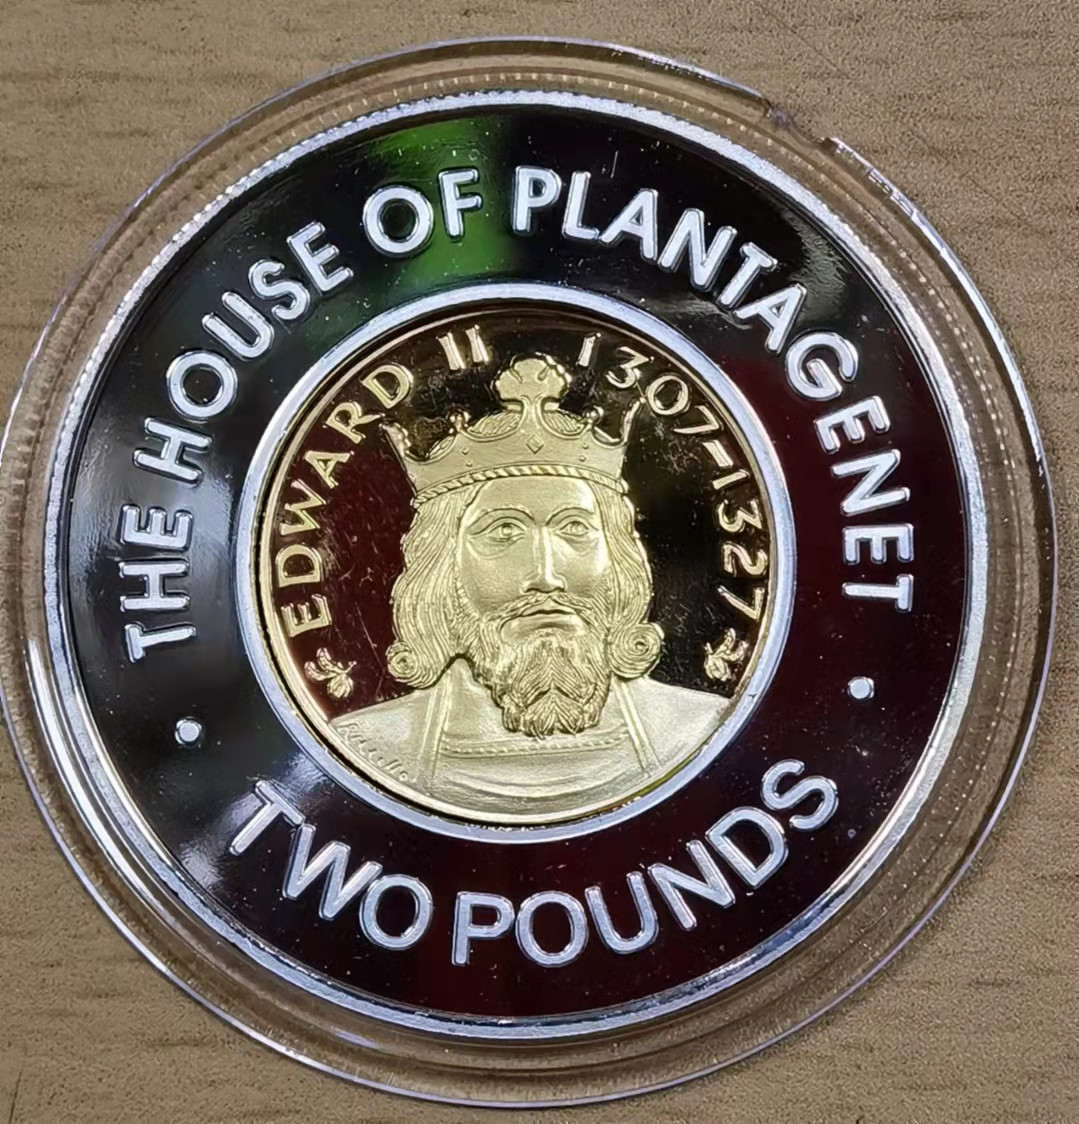 THE HOUSE OF PLANTAGENET
EDWARD II 1307-1327
TWO POUNDS